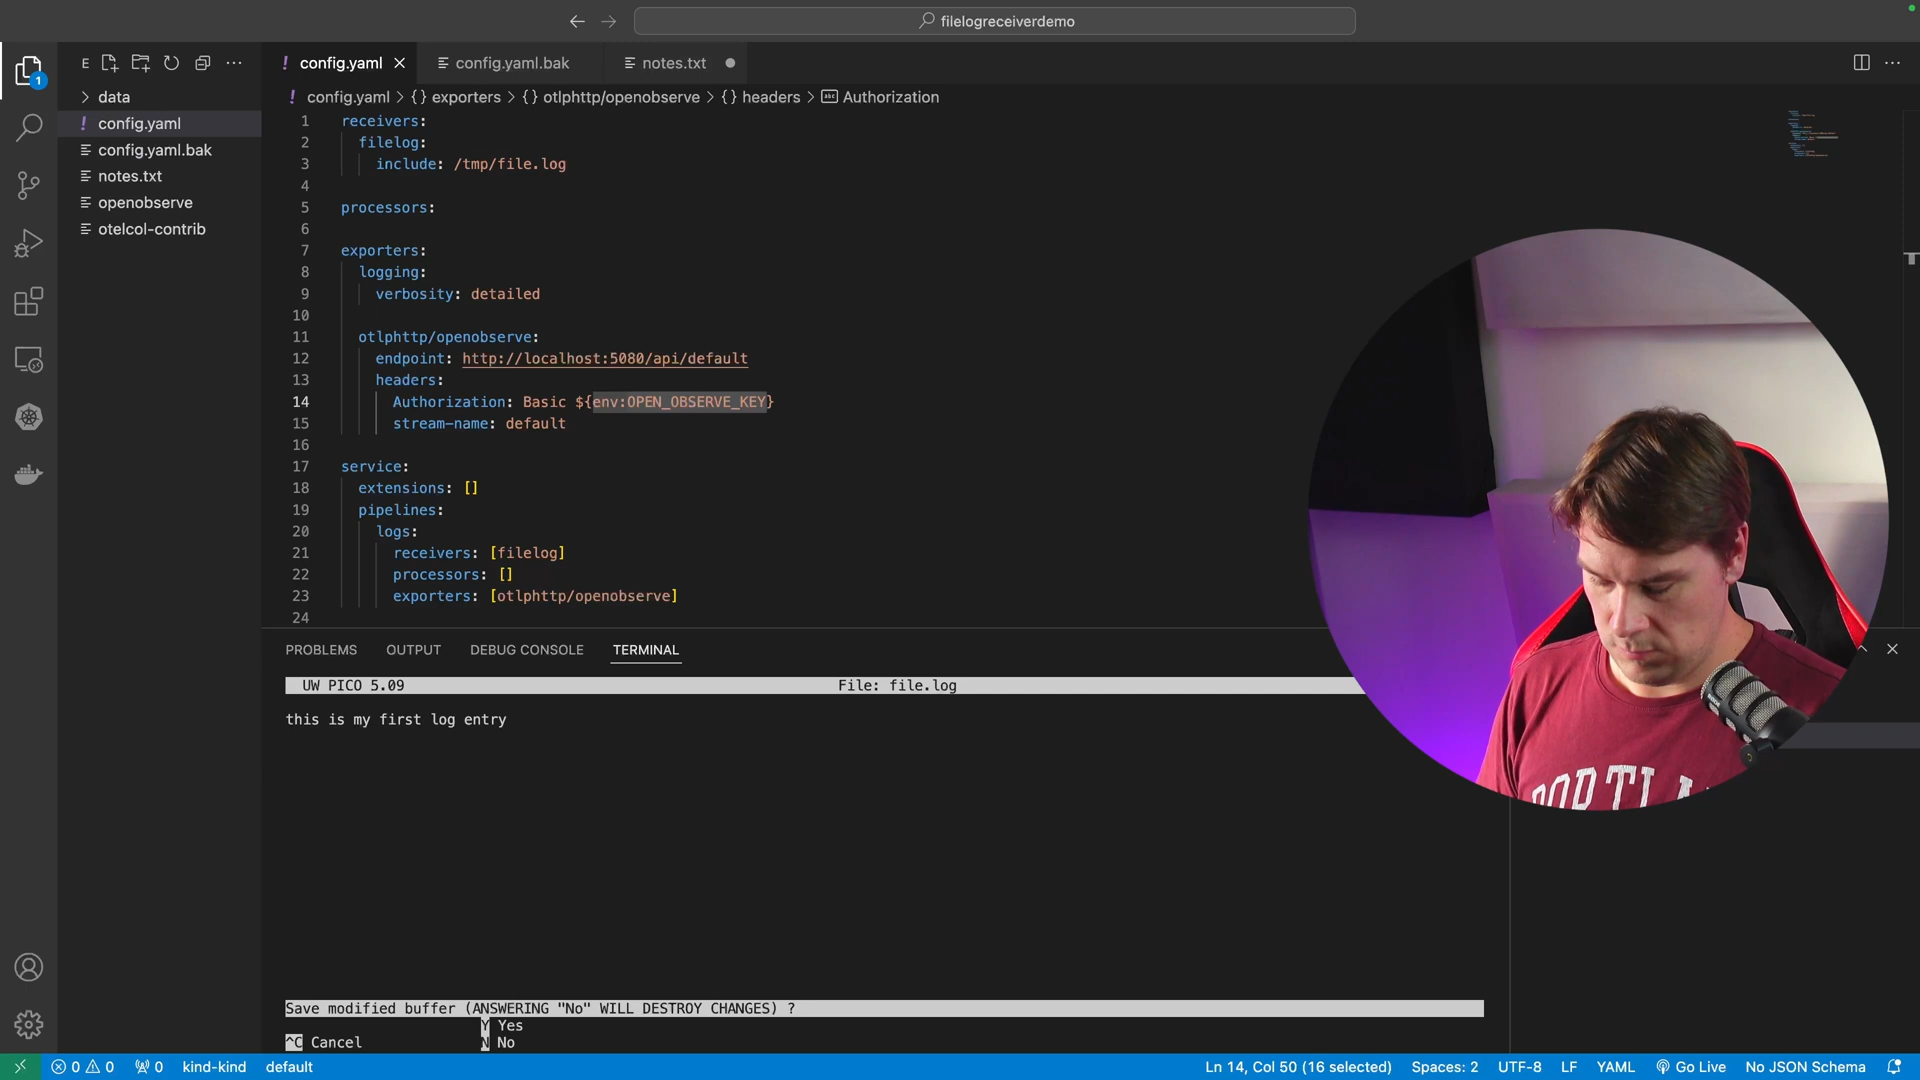 filelogreceiverdemo
1
E
config.yaml
config.yaml.bak
notes.txt
data
config.yaml
config.yaml.bak
notes.txt
openobserve
otelcol-contrib
config.yaml > {} exporters > {} otlphttp/openobserve > {} headers > abc Authorization
1 receivers:
2 filelog:
3 include: /tmp/file.log
4
5 processors:
6
7 exporters:
8 logging:
9 verbosity: detailed
10
11 otlphttp/openobserve:
12 endpoint: http://localhost:5080/api/default
13 headers:
14 Authorization: Basic ${env:OPEN_OBSERVE_KEY}
15 stream-name: default
16
17 service:
18 extensions: []
19 pipelines:
20 logs:
21 receivers: [filelog]
22 processors: []
23 exporters: [otlphttp/openobserve]
24
PROBLEMS OUTPUT DEBUG CONSOLE TERMINAL
UW PICO 5.09 File: file.log
this is my first log entry
Save modified buffer (ANSWERING "No" WILL DESTROY CHANGES) ?
Y Yes
^C Cancel N No
0 0 0 kind-kind default Ln 14, Col 50 (16 selected) Spaces: 2 UTF-8 LF YAML Go Live No JSON Schema